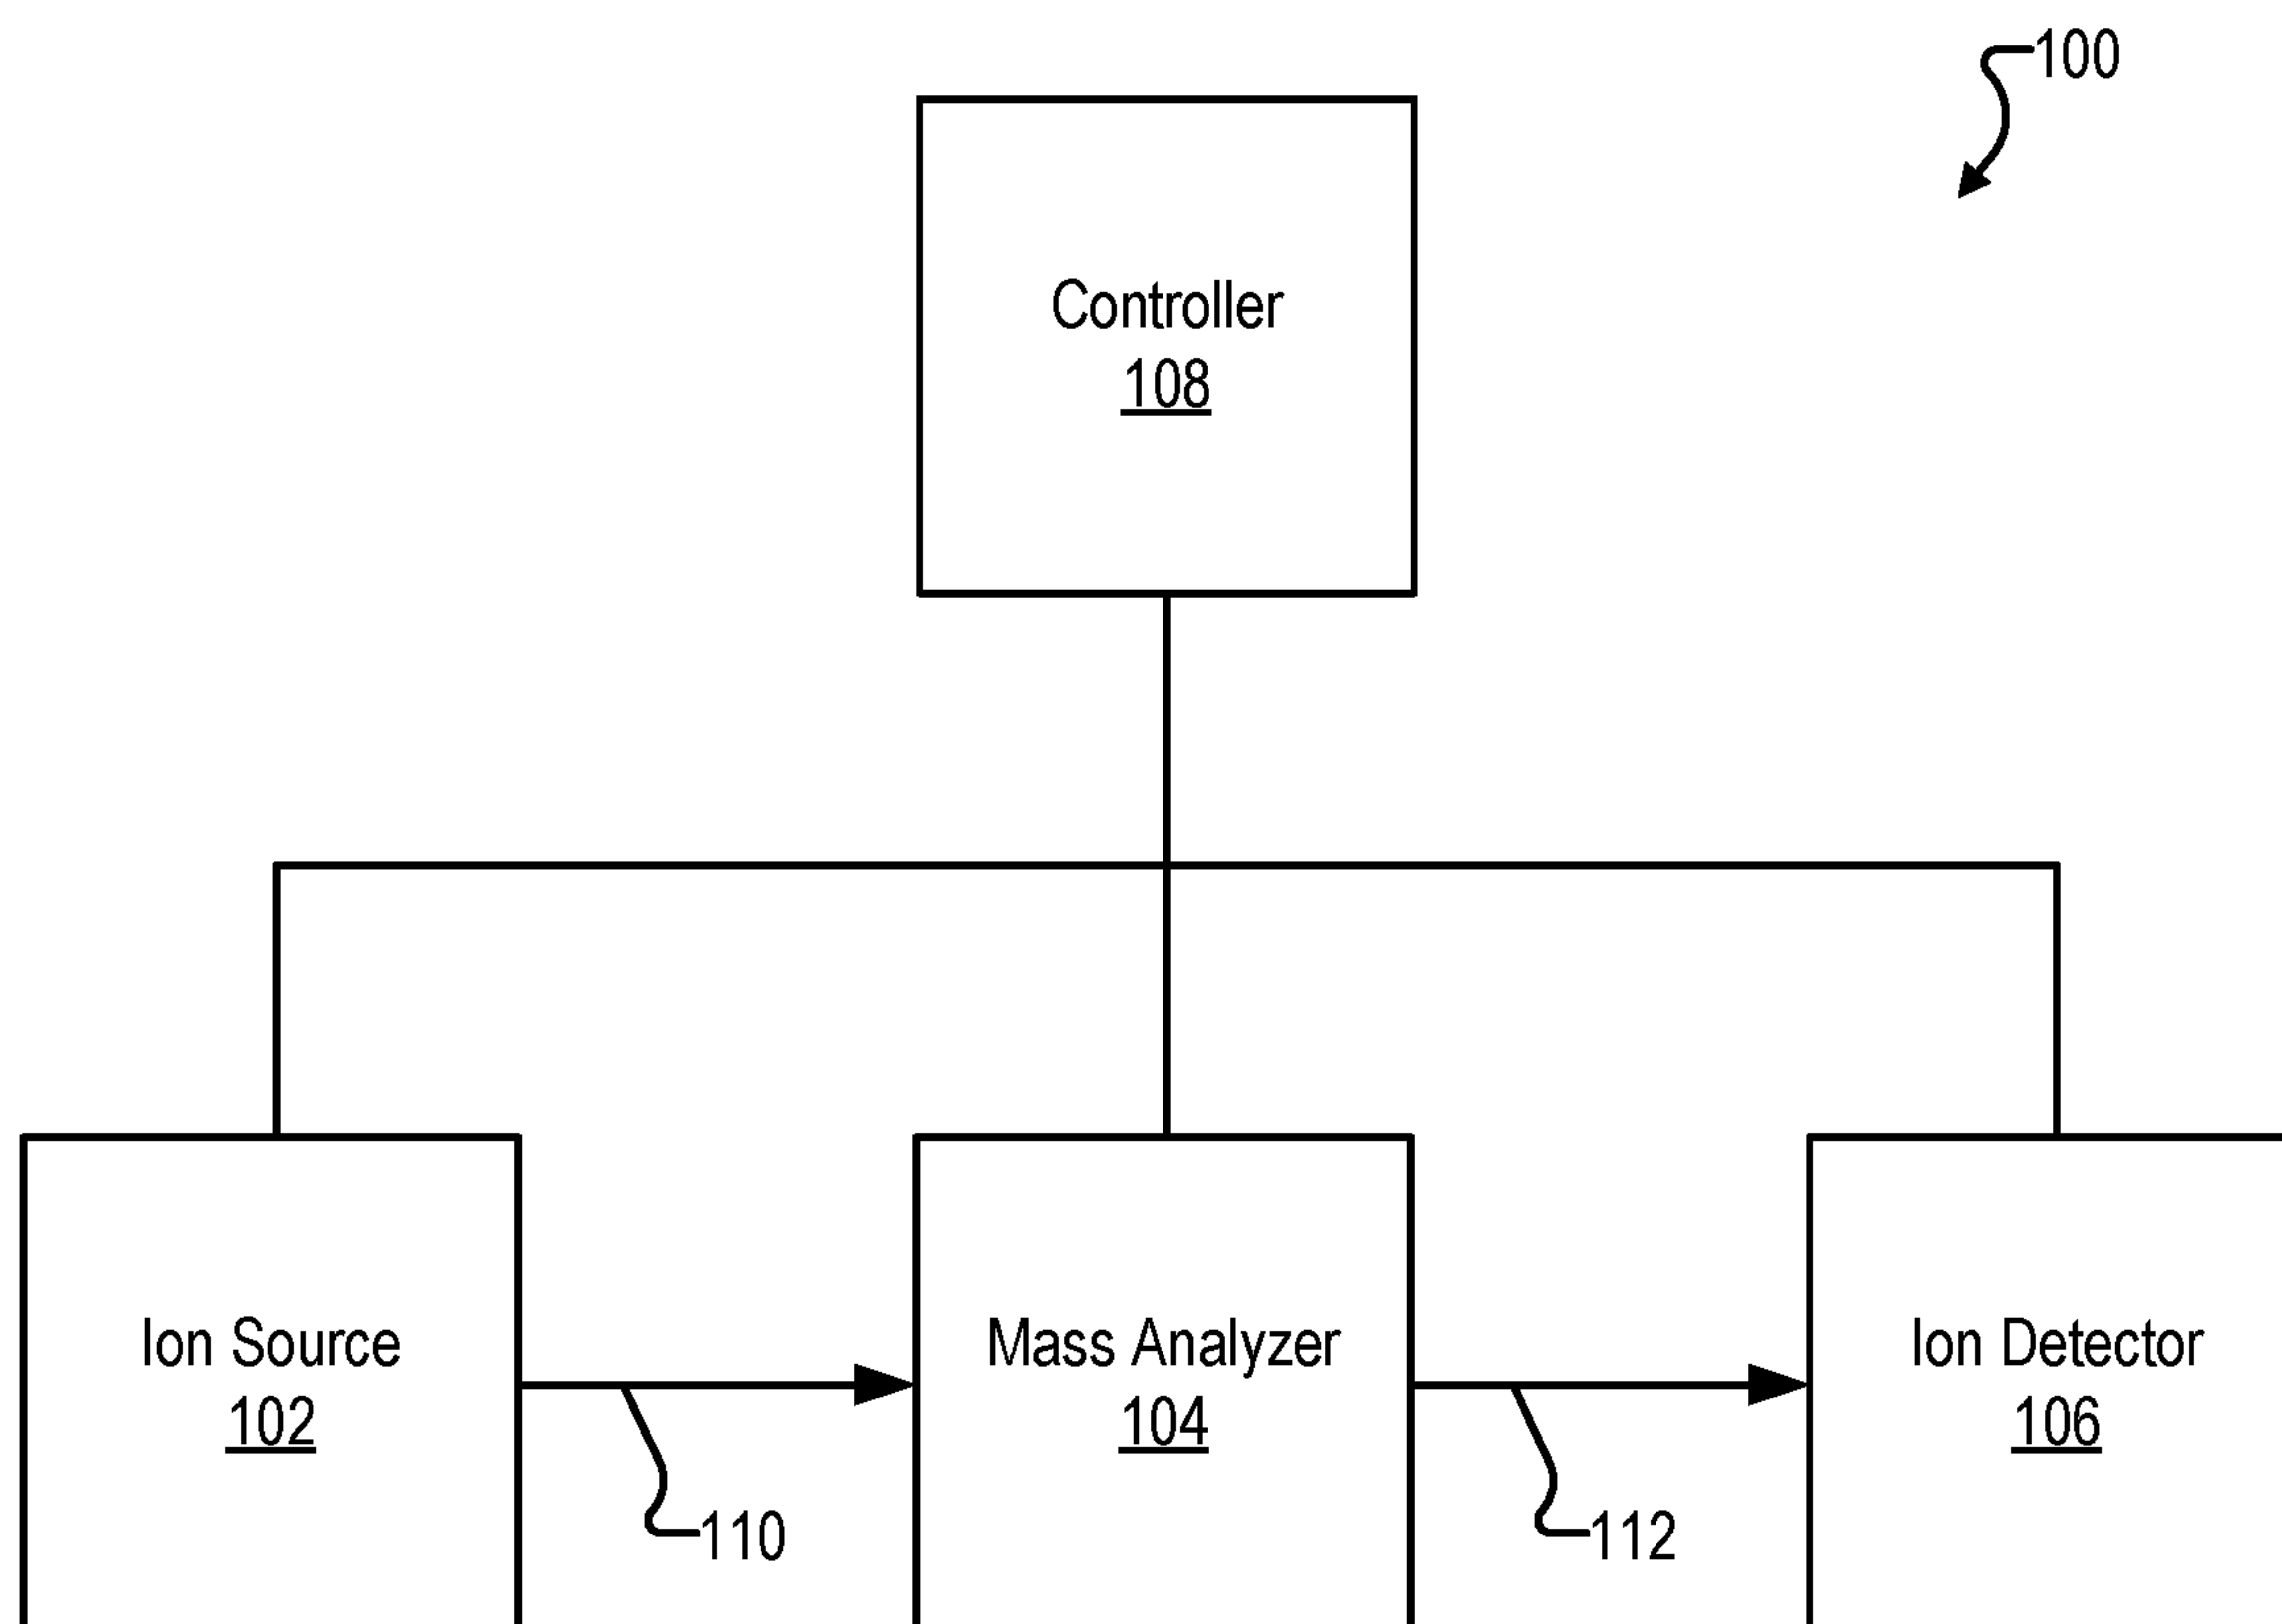 100
Controller
108
Ion Source
102
Mass Analyzer
104
Ion Detector
106
110
112